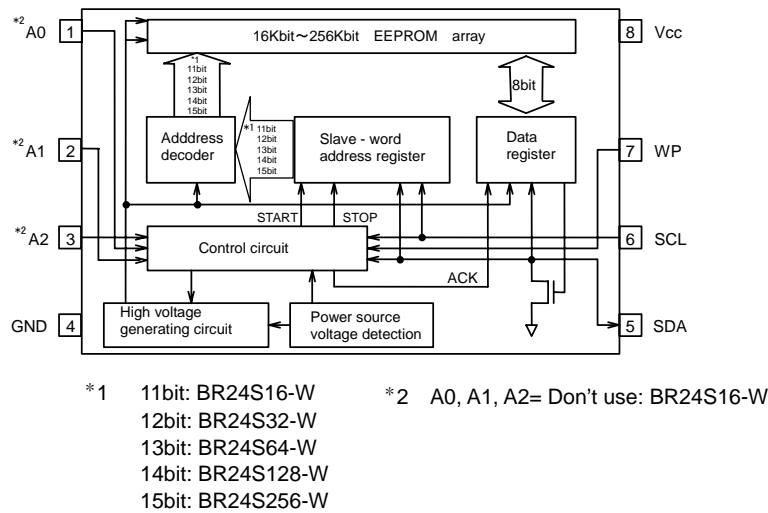 *2 A0 1
16Kbit～256Kbit EEPROM array
8 Vcc
*1
11bit
12bit
13bit
14bit
15bit
8bit
*2 A1 2
Adddress
decoder
*1 11bit
12bit
13bit
14bit
15bit
Slave - word
address register
Data
register
7 WP
START STOP
*2 A2 3
Control circuit
6 SCL
ACK
GND 4
High voltage
generating circuit
Power source
voltage detection
5 SDA
*1 11bit: BR24S16-W
*2 A0, A1, A2= Don't use: BR24S16-W
12bit: BR24S32-W
13bit: BR24S64-W
14bit: BR24S128-W
15bit: BR24S256-W